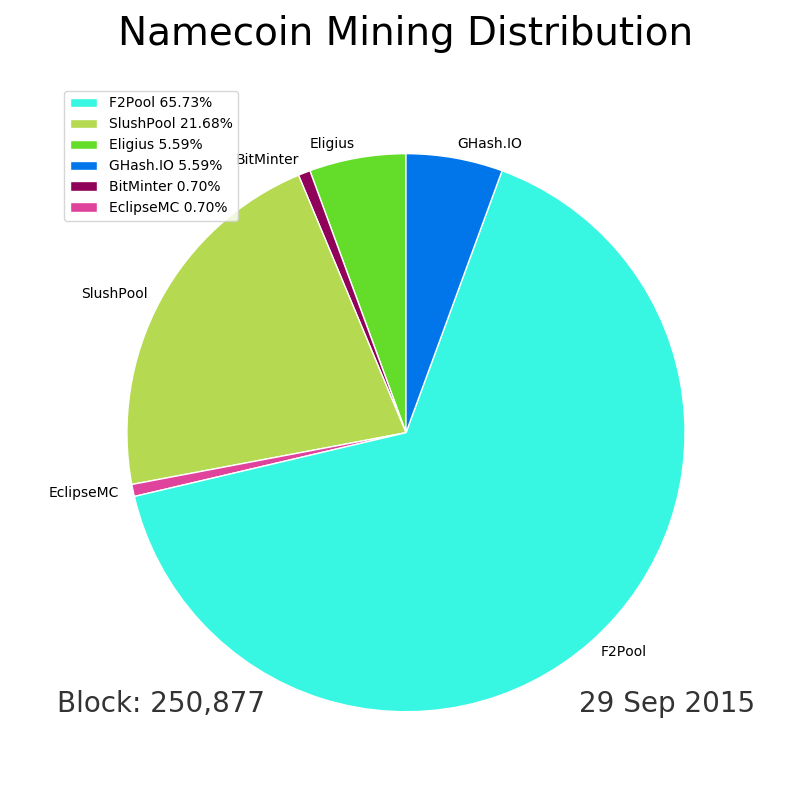 Namecoin Mining Distribution
F2Pool 65.73%
SlushPool 21.68%
Eligius 5.59%
GHash.IO 5.59%
BitMinter 0.70%
EclipseMC 0.70%
GHash.IO
Eligius
BitMinter
SlushPool
EclipseMC
F2Pool
Block: 250,877
29 Sep 2015